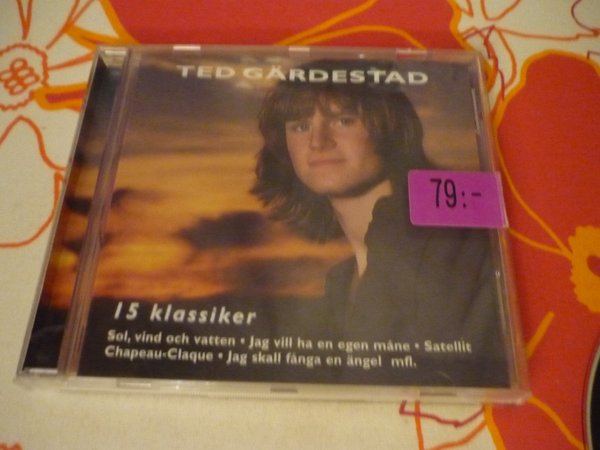 TED GÄRDESTAD
79:-
15 klassiker
Sol, vind och vatten • Jag vill ha en egen måne • Satellit
Chapeau-Claque • Jag skall fånga en ängel mfl.